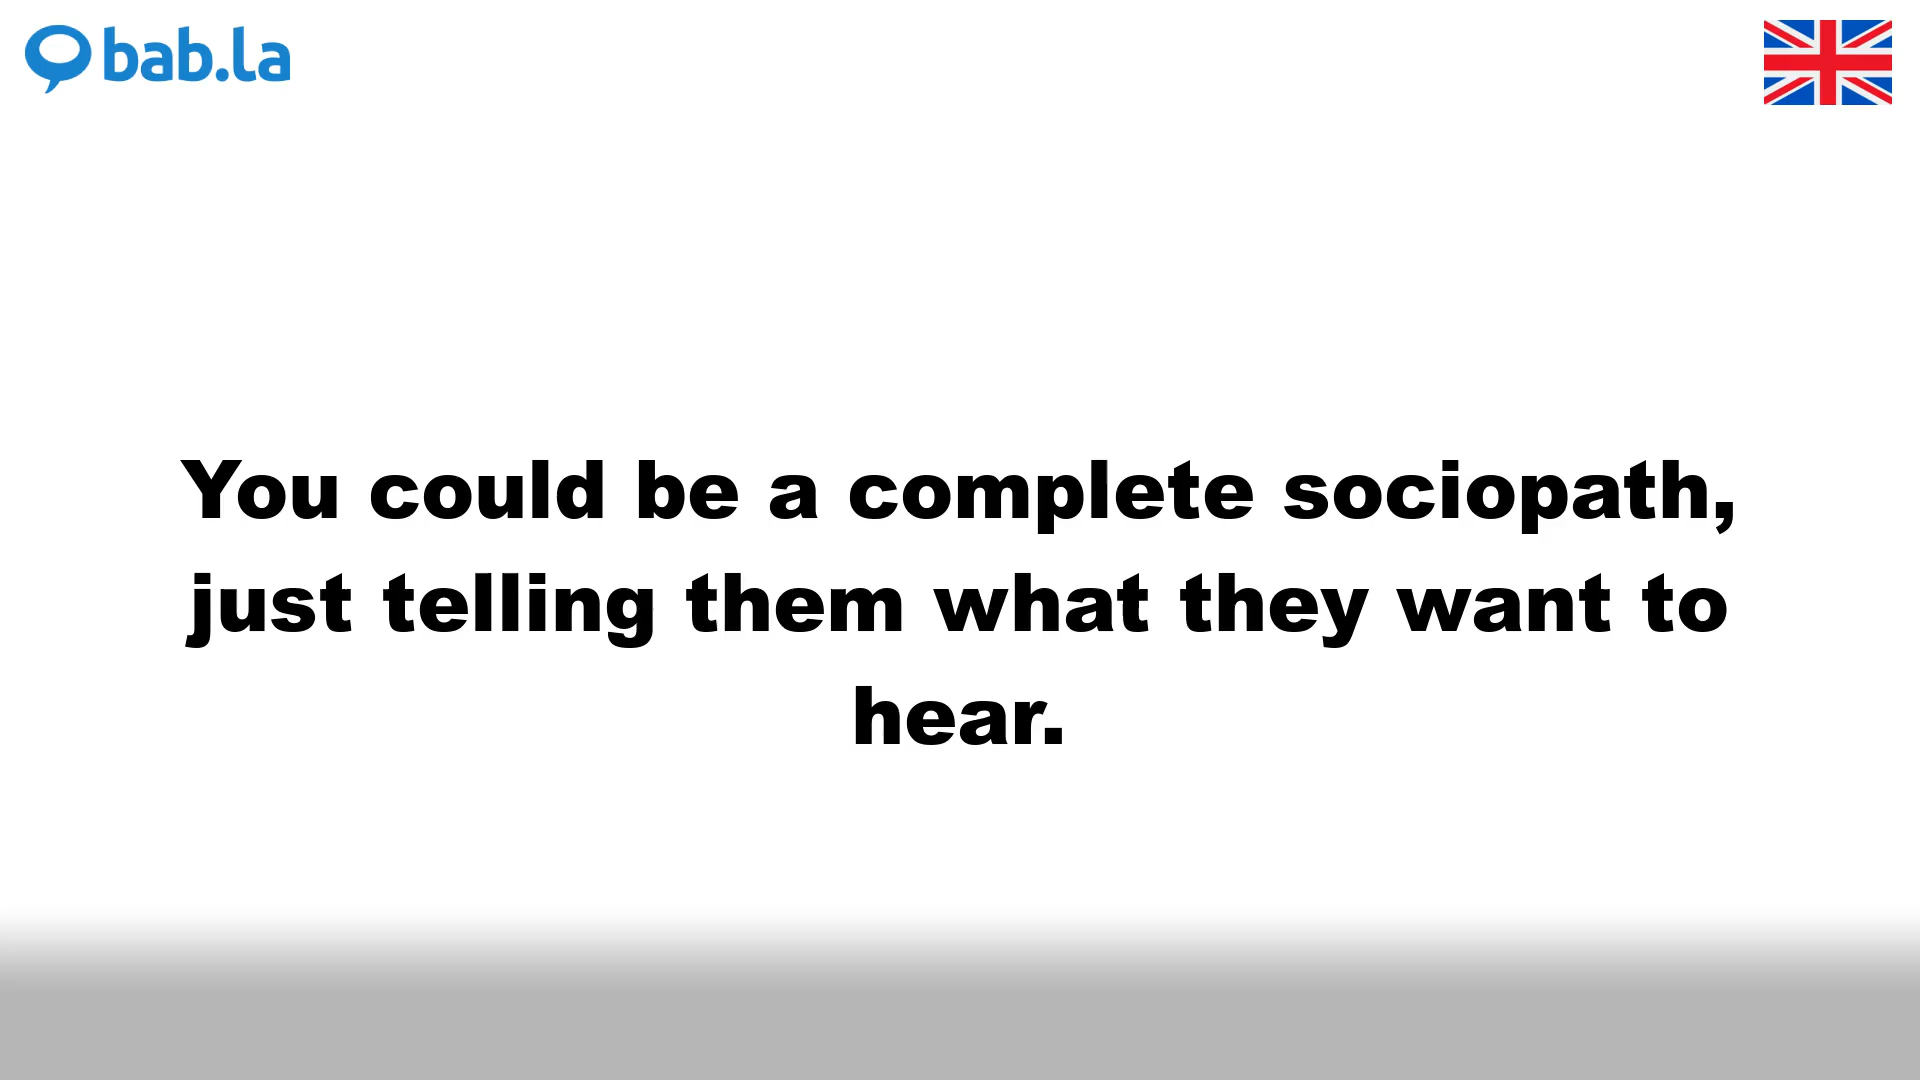 bab.la
You could be a complete sociopath,
just telling them what they want to
hear.